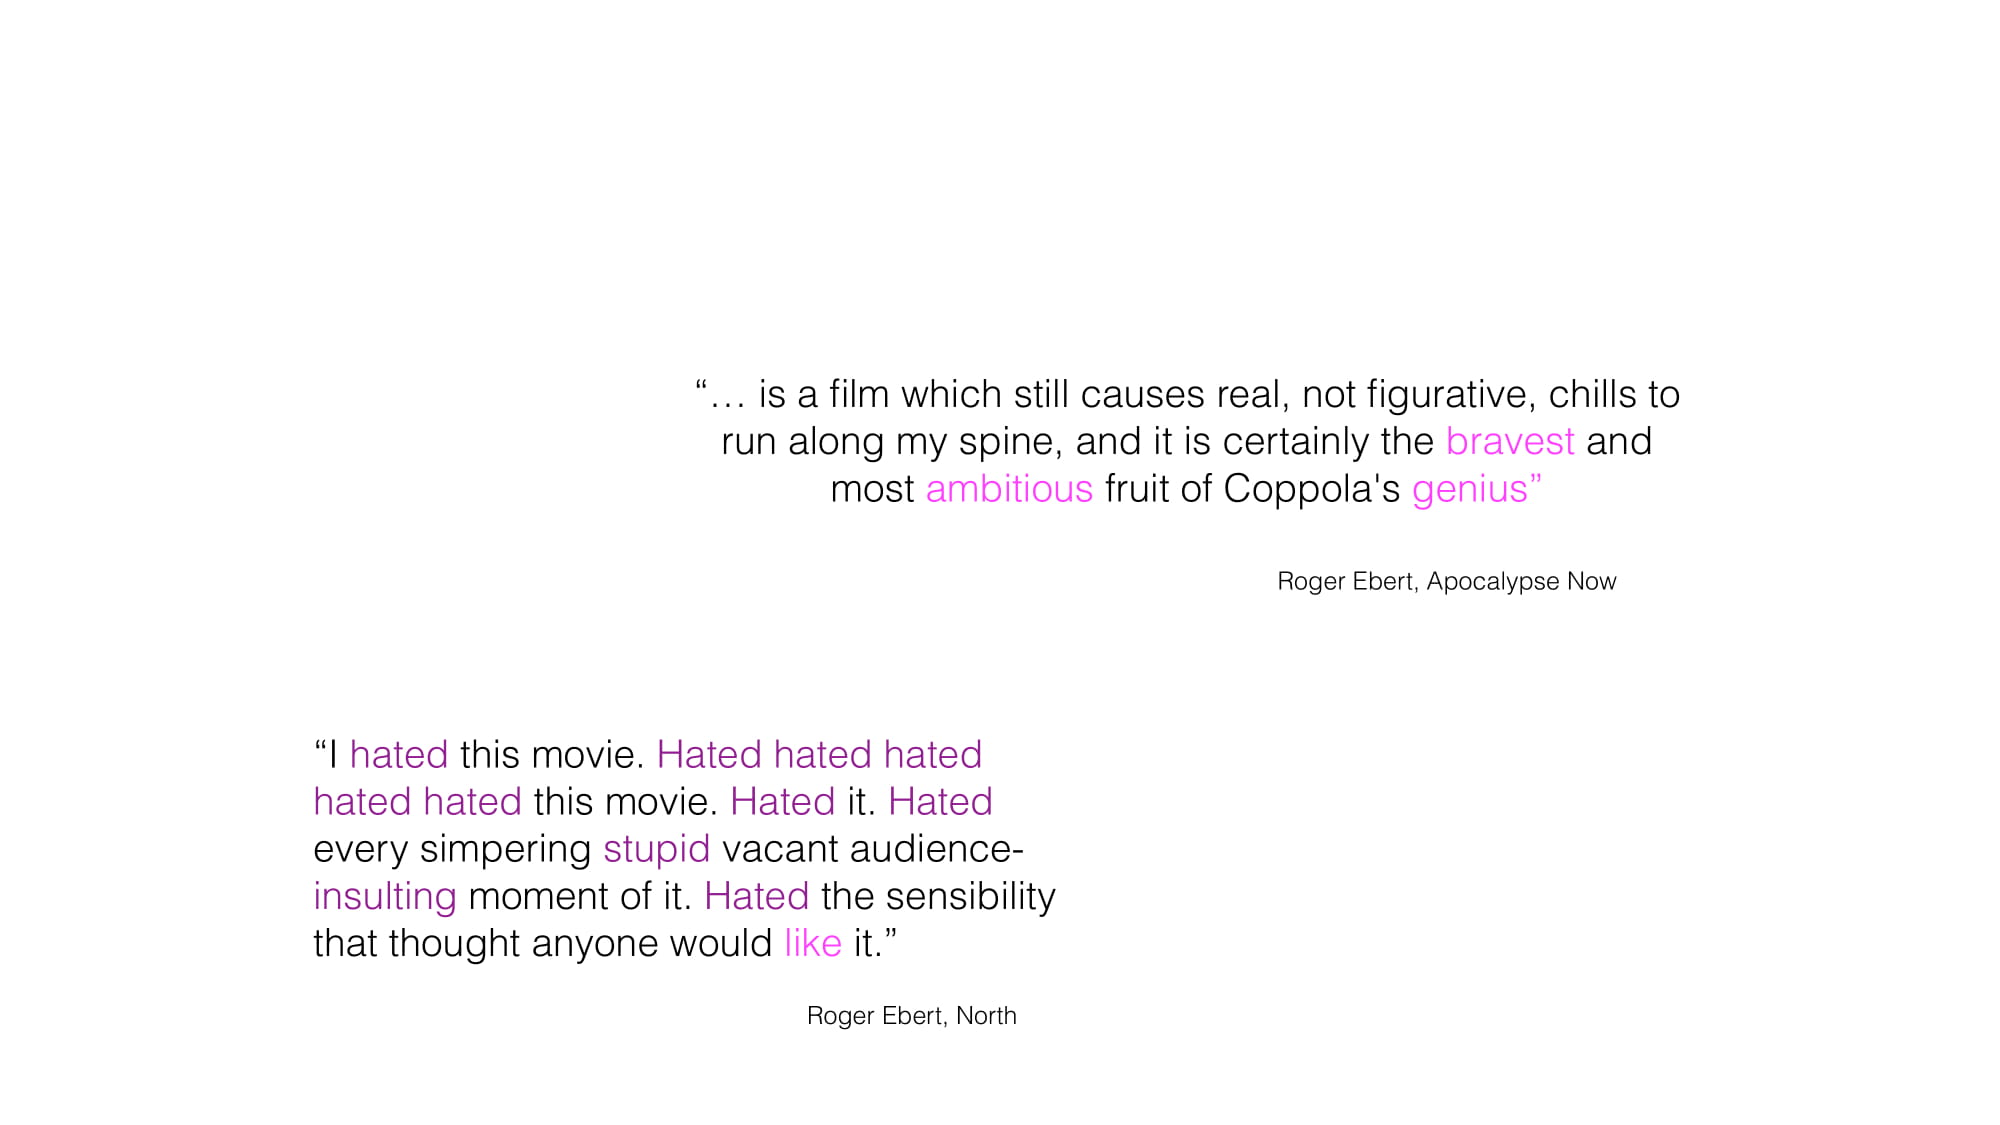 “… is a film which still causes real, not figurative, chills to
run along my spine, and it is certainly the bravest and
most ambitious fruit of Coppola's genius”
Roger Ebert, Apocalypse Now
“I hated this movie. Hated hated hated
hated hated this movie. Hated it. Hated
every simpering stupid vacant audience-
insulting moment of it. Hated the sensibility
that thought anyone would like it.”
Roger Ebert, North